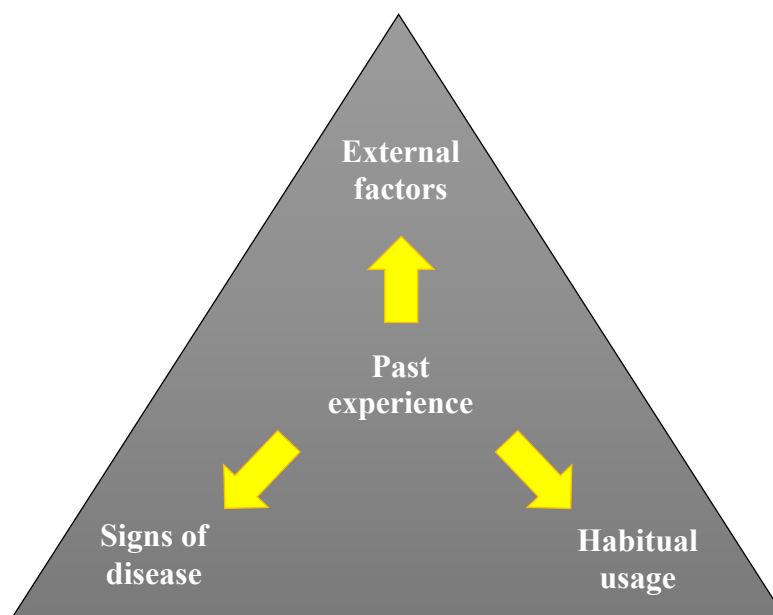 External
factors
Past
experience
Signs of
disease
Habitual
usage